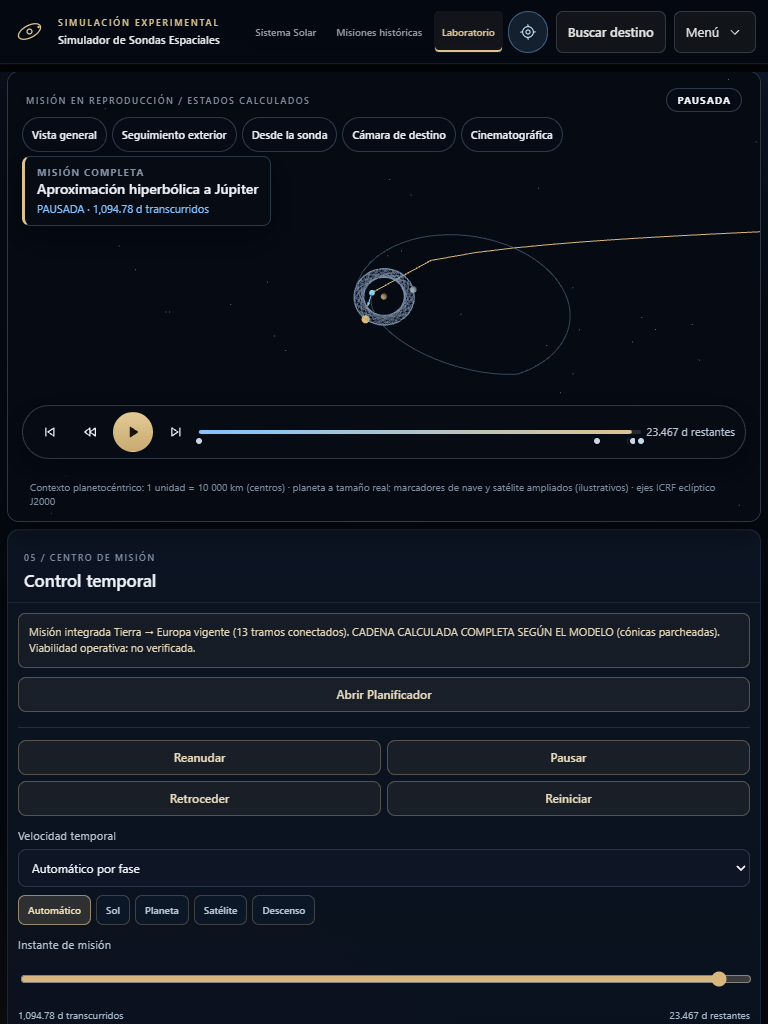 SIMULACIÓN EXPERIMENTAL
Simulador de Sondas Espaciales
Sistema Solar
Misiones históricas
Laboratorio
Buscar destino
Menú
MISIÓN EN REPRODUCCIÓN / ESTADOS CALCULADOS
PAUSADA
Vista general
Seguimiento exterior
Desde la sonda
Cámara de destino
Cinematográfica
MISIÓN COMPLETA
Aproximación hiperbólica a Júpiter
PAUSADA · 1,094.78 d transcurridos
23.467 d restantes
Contexto planetocéntrico: 1 unidad = 10 000 km (centros) · planeta a tamaño real; marcadores de nave y satélite ampliados (ilustrativos) · ejes ICRF eclíptico
J2000
05 / CENTRO DE MISIÓN
Control temporal
Misión integrada Tierra → Europa vigente (13 tramos conectados). CADENA CALCULADA COMPLETA SEGÚN EL MODELO (cónicas parcheadas).
Viabilidad operativa: no verificada.
Abrir Planificador
Reanudar
Pausar
Retroceder
Reiniciar
Velocidad temporal
Automático por fase
Automático
Sol
Planeta
Satélite
Descenso
Instante de misión
1,094.78 d transcurridos
23.467 d restantes